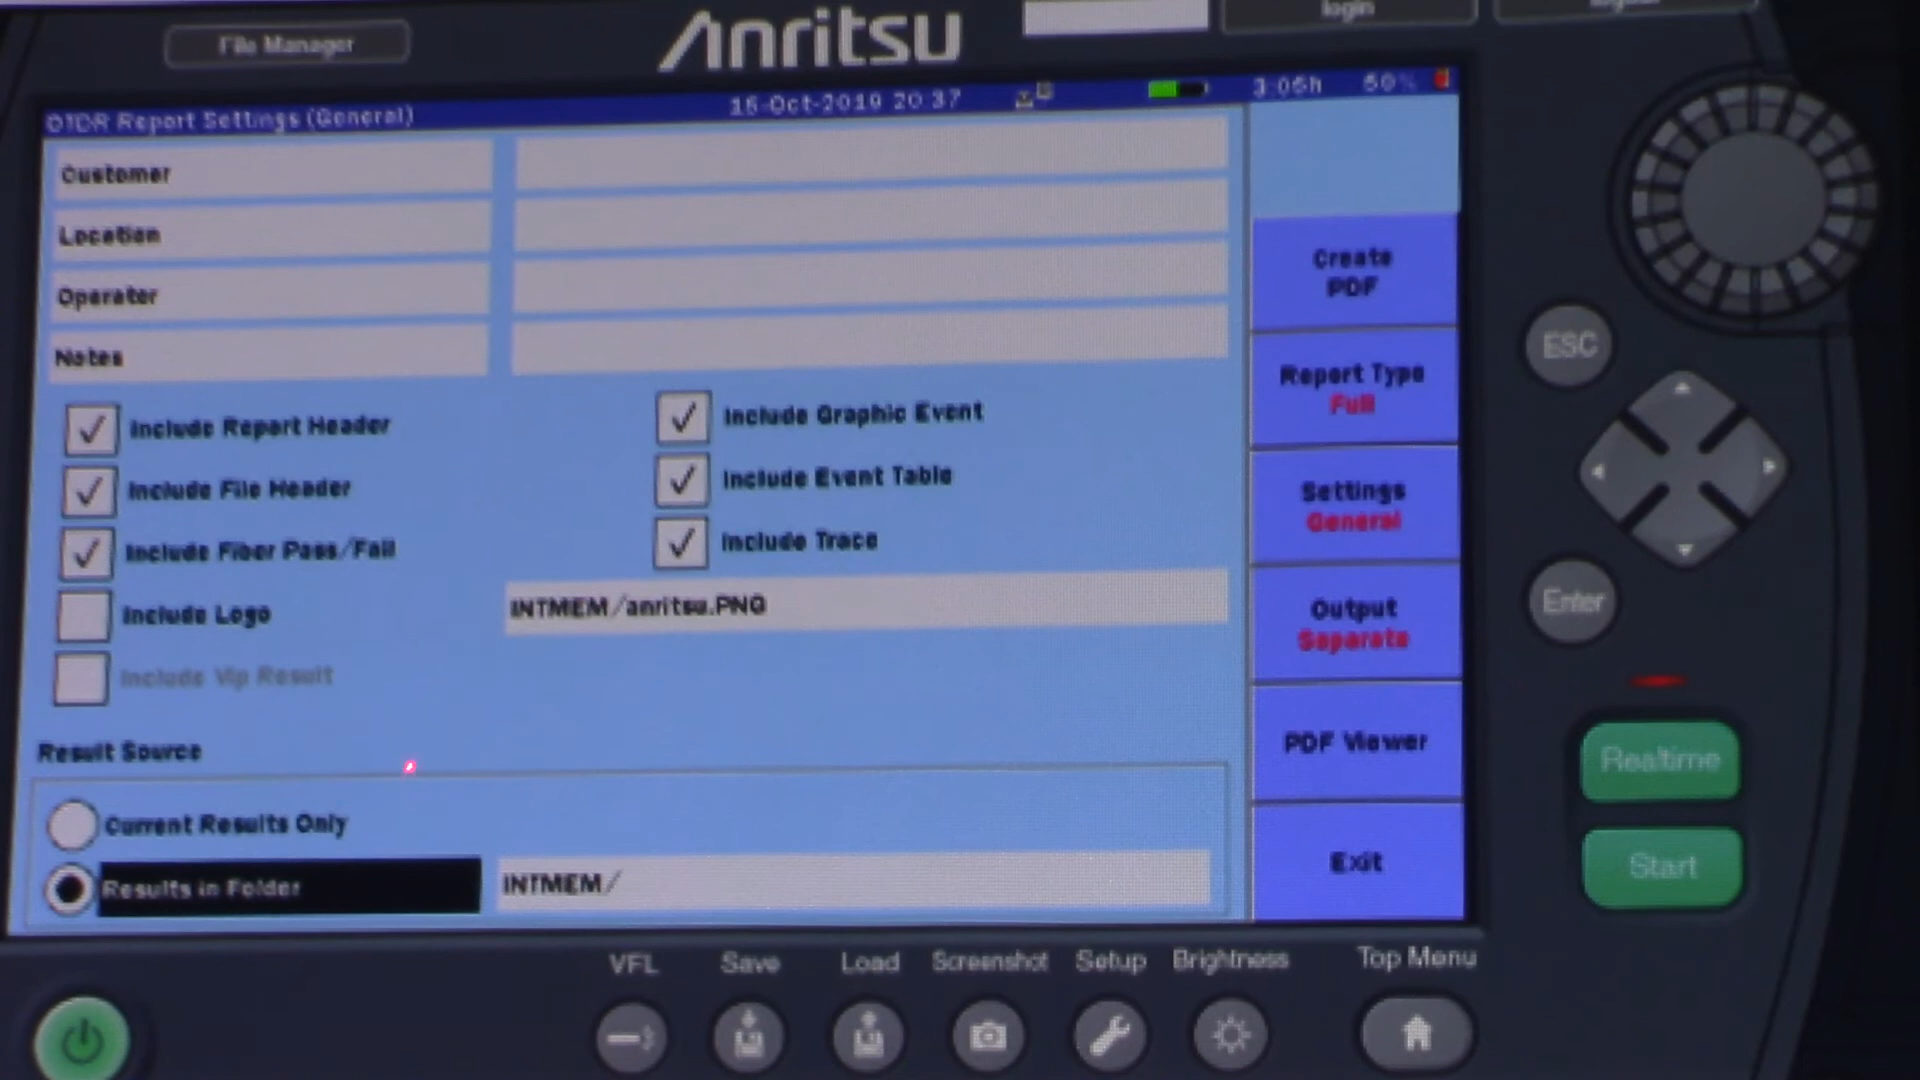 File Manager
Anritsu
login
OTDR Report Settings (General)
16-Oct-2019 20:37
3:05h
50%
Customer
Location
Operator
Notes
Include Report Header
Include Graphic Event
Include File Header
Include Event Table
Include Fiber Pass/Fail
Include Trace
Include Logo
INTMEM/anritsu.PNG
Include Vip Result
Result Source
Current Results Only
Results in Folder
INTMEM/
Create
PDF
Report Type
Full
Settings
General
Output
Separate
PDF Viewer
Exit
ESC
Enter
Realtime
Start
VFL
Save
Load
Screenshot
Setup
Brightness
Top Menu